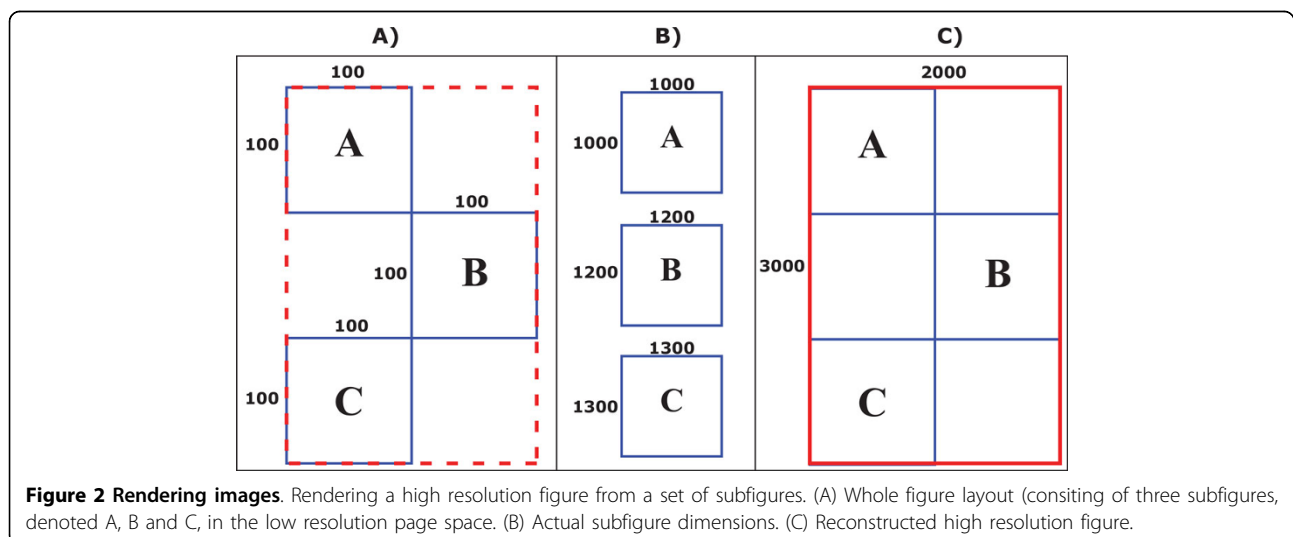 A)
B)
C)
100
100
A
100
100
B
100
100
C
1000
1000
A
1200
1200
B
1300
1300
C
2000
3000
A
B
C
Figure 2 Rendering images. Rendering a high resolution figure from a set of subfigures. (A) Whole figure layout (consiting of three subfigures,
denoted A, B and C, in the low resolution page space. (B) Actual subfigure dimensions. (C) Reconstructed high resolution figure.